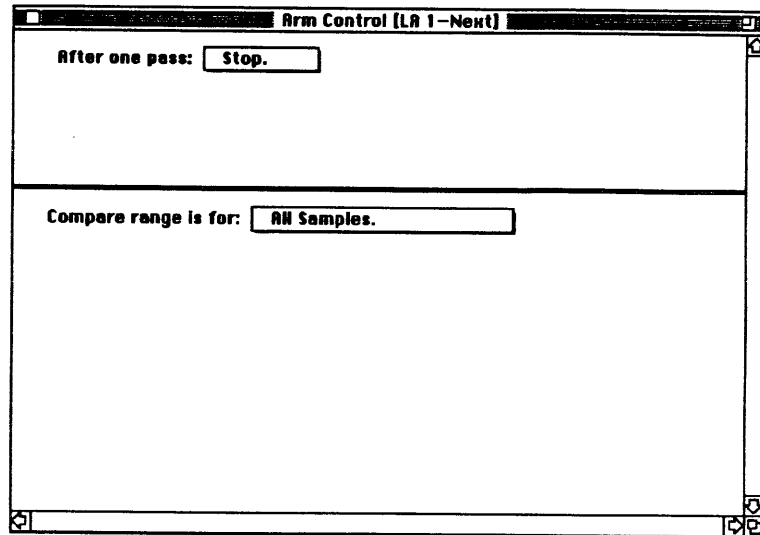 Arm Control [LA 1-Next]
After one pass: Stop.
Compare range is for: All Samples.